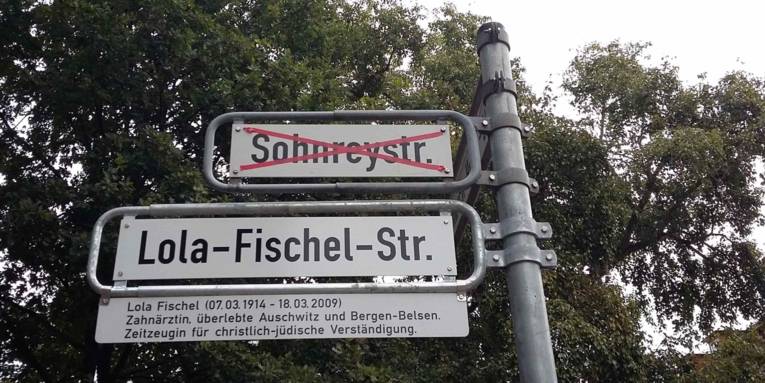 Sohnreystr.
Lola-Fischel-Str.
Lola Fischel (07.03.1914 - 18.03.2009)
Zahnärztin, überlebte Auschwitz und Bergen-Belsen.
Zeitzeugin für christlich-jüdische Verständigung.